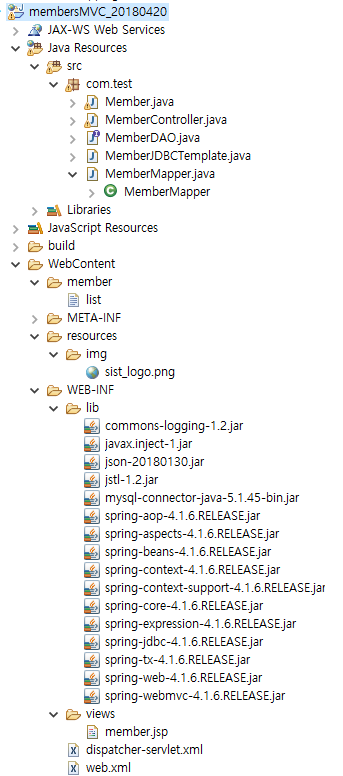 membersMVC_20180420
JAX-WS Web Services
Java Resources
src
com.test
Member.java
MemberController.java
MemberDAO.java
MemberJDBCTemplate.java
MemberMapper.java
MemberMapper
Libraries
JavaScript Resources
build
WebContent
member
list
META-INF
resources
img
sist_logo.png
WEB-INF
lib
commons-logging-1.2.jar
javax.inject-1.jar
json-20180130.jar
jstl-1.2.jar
mysql-connector-java-5.1.45-bin.jar
spring-aop-4.1.6.RELEASE.jar
spring-aspects-4.1.6.RELEASE.jar
spring-beans-4.1.6.RELEASE.jar
spring-context-4.1.6.RELEASE.jar
spring-context-support-4.1.6.RELEASE.jar
spring-core-4.1.6.RELEASE.jar
spring-expression-4.1.6.RELEASE.jar
spring-jdbc-4.1.6.RELEASE.jar
spring-tx-4.1.6.RELEASE.jar
spring-web-4.1.6.RELEASE.jar
spring-webmvc-4.1.6.RELEASE.jar
views
member.jsp
dispatcher-servlet.xml
web.xml